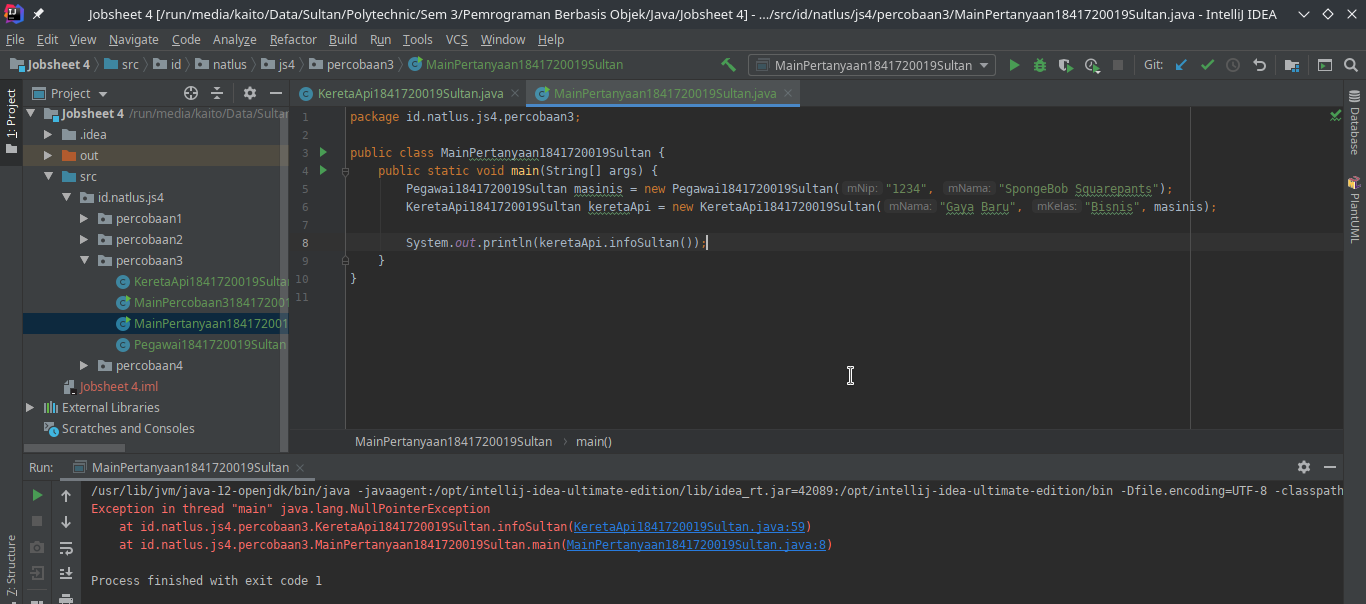 Jobsheet 4 [/run/media/kaito/Data/Sultan/Polytechnic/Sem 3/Pemrograman Berbasis Objek/Java/Jobsheet 4] - .../src/id/natlus/js4/percobaan3/MainPertanyaan1841720019Sultan.java - IntelliJ IDEA
File Edit View Navigate Code Analyze Refactor Build Run Tools VCS Window Help
Jobsheet 4 src id natlus js4 percobaan3 MainPertanyaan1841720019Sultan MainPertanyaan1841720019Sultan Git:
1: Project
Project
KeretaApi1841720019Sultan.java MainPertanyaan1841720019Sultan.java
Jobsheet 4 /run/media/kaito/Data/Sultan
.idea
out
src
id.natlus.js4
percobaan1
percobaan2
percobaan3
KeretaApi1841720019Sulta
MainPercobaan3184172001
MainPertanyaan184172001
Pegawai1841720019Sultan
percobaan4
Jobsheet 4.iml
External Libraries
Scratches and Consoles
1 package id.natlus.js4.percobaan3;
2
3 public class MainPertanyaan1841720019Sultan {
4 public static void main(String[] args) {
5 Pegawai1841720019Sultan masinis = new Pegawai1841720019Sultan( mNip: "1234", mNama: "SpongeBob Squarepants");
6 KeretaApi1841720019Sultan keretaApi = new KeretaApi1841720019Sultan( mNama: "Gaya Baru", mKelas: "Bisnis", masinis);
7
8 System.out.println(keretaApi.infoSultan());
9 }
10 }
11
MainPertanyaan1841720019Sultan main()
Database
PlantUML
Run: MainPertanyaan1841720019Sultan
/usr/lib/jvm/java-12-openjdk/bin/java -javaagent:/opt/intellij-idea-ultimate-edition/lib/idea_rt.jar=42089:/opt/intellij-idea-ultimate-edition/bin -Dfile.encoding=UTF-8 -classpath
Exception in thread "main" java.lang.NullPointerException
at id.natlus.js4.percobaan3.KeretaApi1841720019Sultan.infoSultan(KeretaApi1841720019Sultan.java:59)
at id.natlus.js4.percobaan3.MainPertanyaan1841720019Sultan.main(MainPertanyaan1841720019Sultan.java:8)
Process finished with exit code 1
Z: Structure